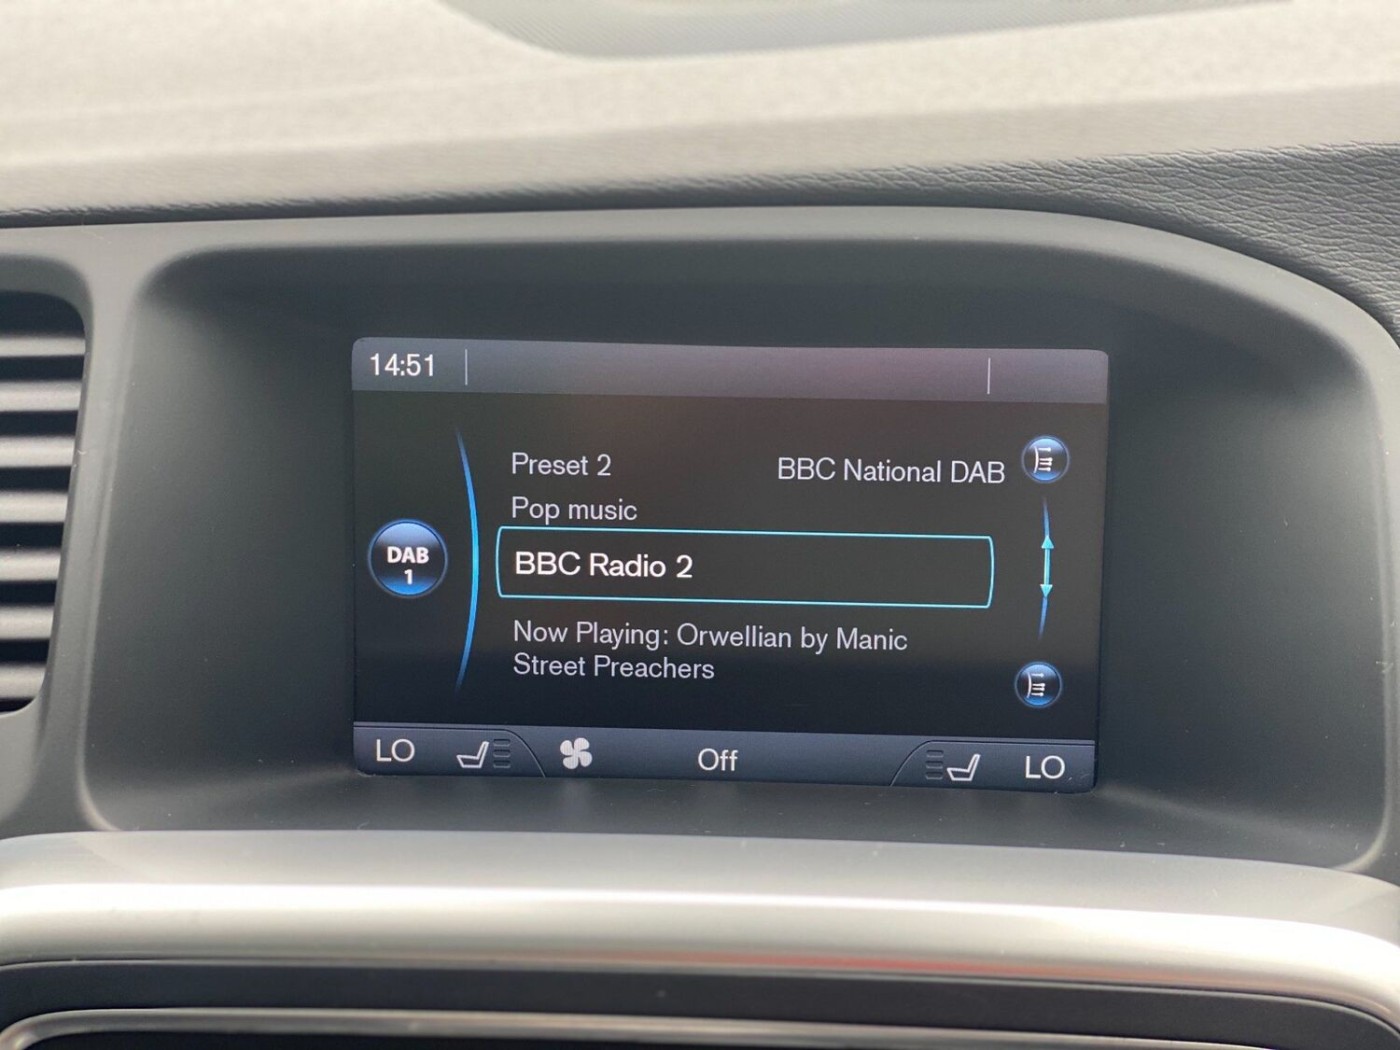 14:51
Preset 2 BBC National DAB
Pop music
DAB
1
BBC Radio 2
Now Playing: Orwellian by Manic
Street Preachers
LO Off LO